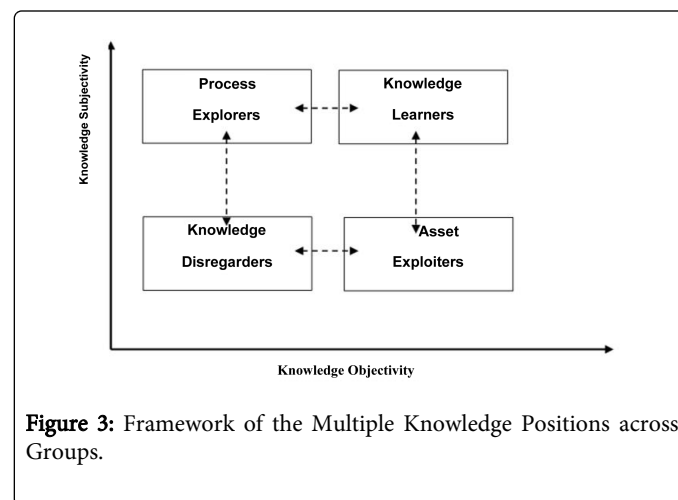 Knowledge Subjectivity
Process
Explorers
Knowledge
Learners
Knowledge
Disregarders
Asset
Exploiters
Knowledge Objectivity
Figure 3: Framework of the Multiple Knowledge Positions across
Groups.